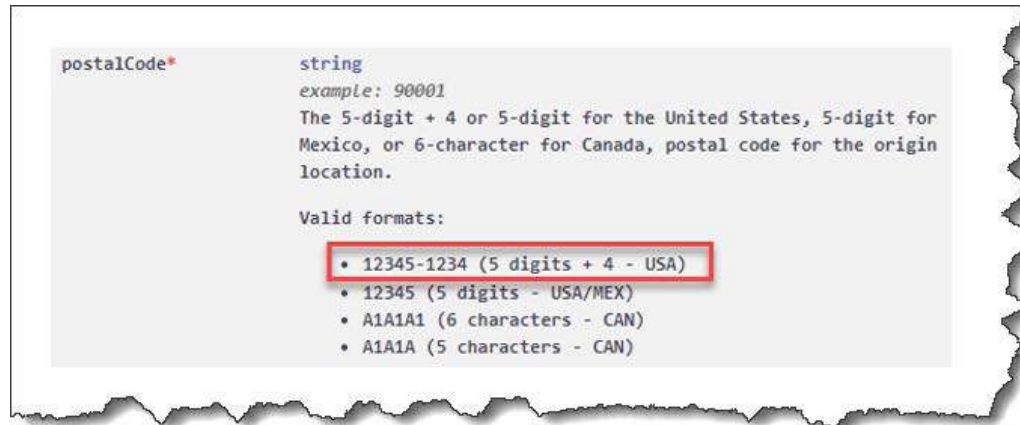 postalCode* string
example: 90001
The 5-digit + 4 or 5-digit for the United States, 5-digit for
Mexico, or 6-character for Canada, postal code for the origin
location.
Valid formats:
• 12345-1234 (5 digits + 4 - USA)
• 12345 (5 digits - USA/MEX)
• A1A1A1 (6 characters - CAN)
• A1A1A (5 characters - CAN)